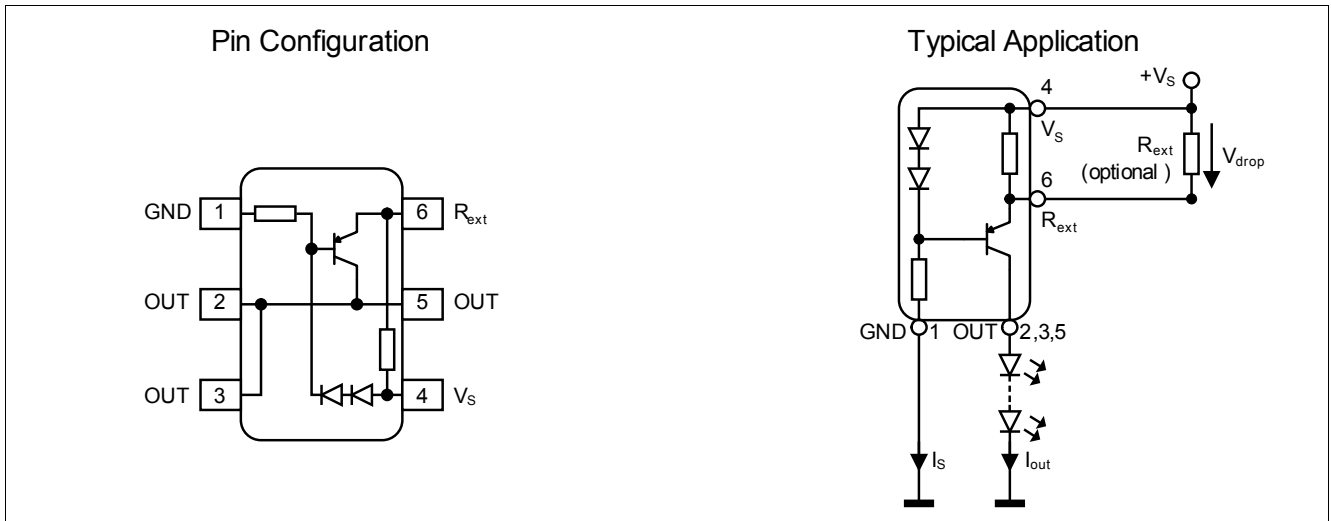 Pin Configuration
GND 1
6 Rext
OUT 2
5 OUT
OUT 3
4 VS
Typical Application
+VS
4
VS
Rext
(optional )
Vdrop
6
Rext
GND 1 OUT 2,3,5
IS
Iout